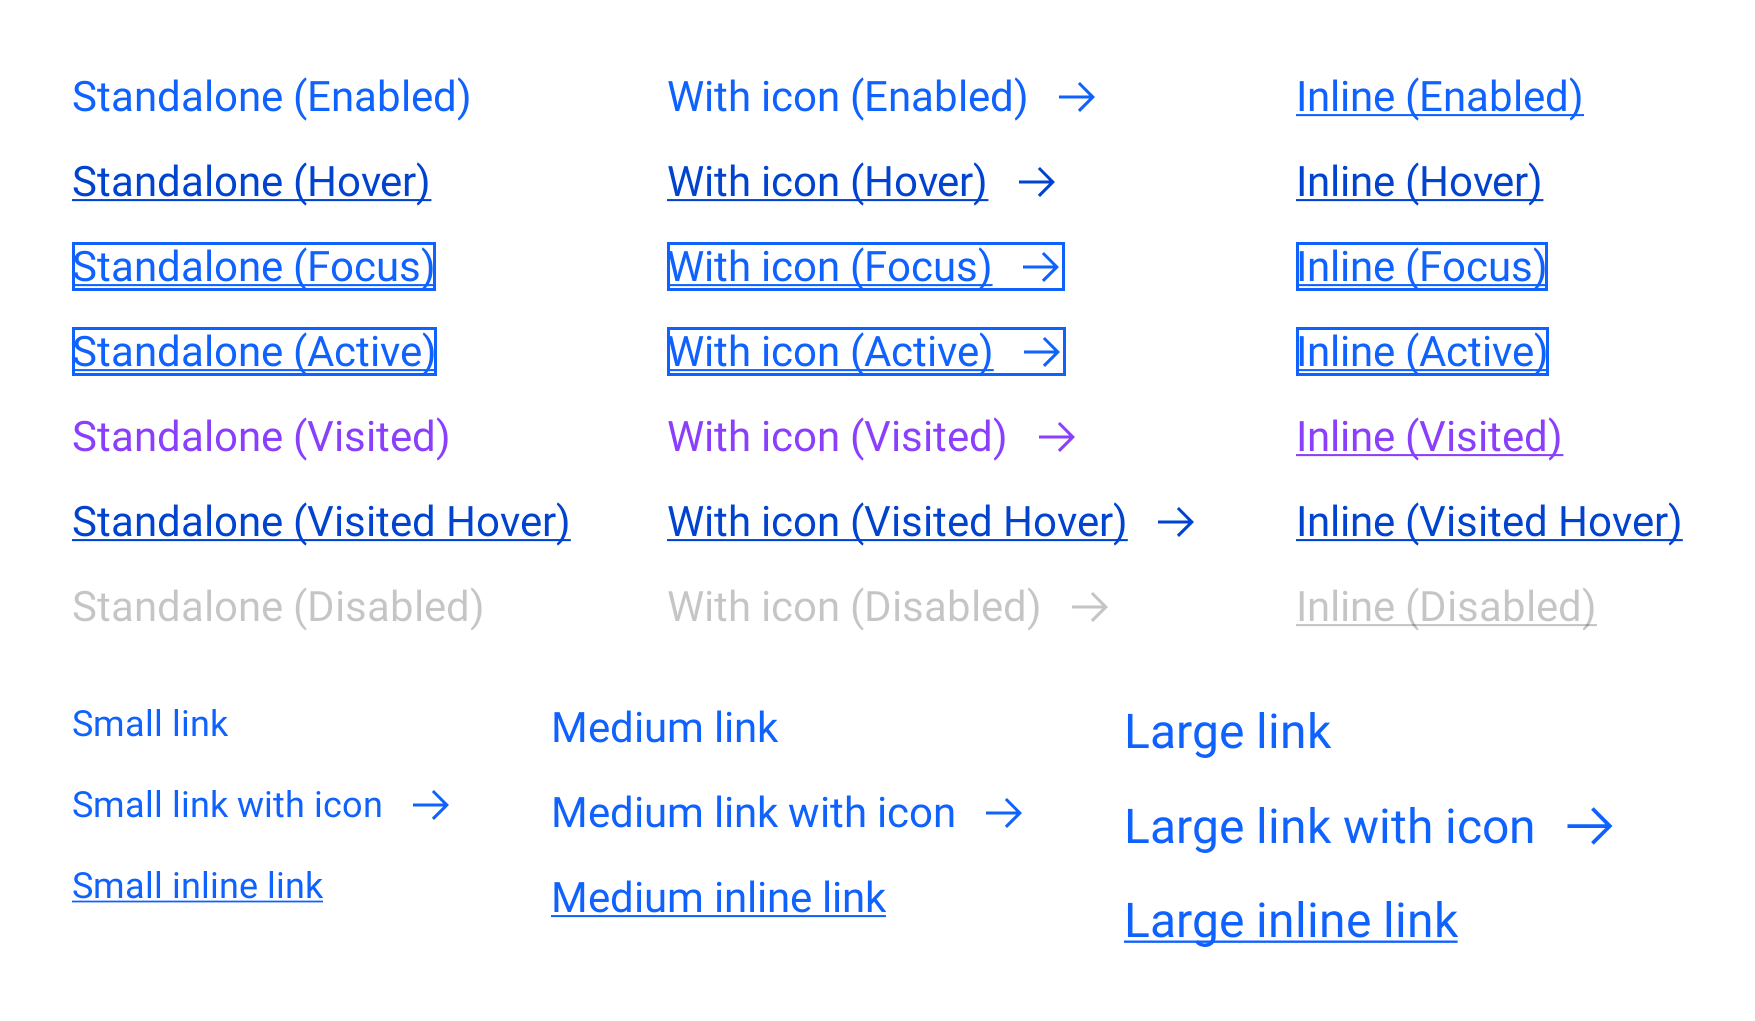 Standalone (Enabled) With icon (Enabled) → Inline (Enabled)
Standalone (Hover) With icon (Hover) → Inline (Hover)
Standalone (Focus) With icon (Focus) → Inline (Focus)
Standalone (Active) With icon (Active) → Inline (Active)
Standalone (Visited) With icon (Visited) → Inline (Visited)
Standalone (Visited Hover) With icon (Visited Hover) → Inline (Visited Hover)
Standalone (Disabled) With icon (Disabled) → Inline (Disabled)
Small link Medium link Large link
Small link with icon → Medium link with icon → Large link with icon →
Small inline link Medium inline link Large inline link